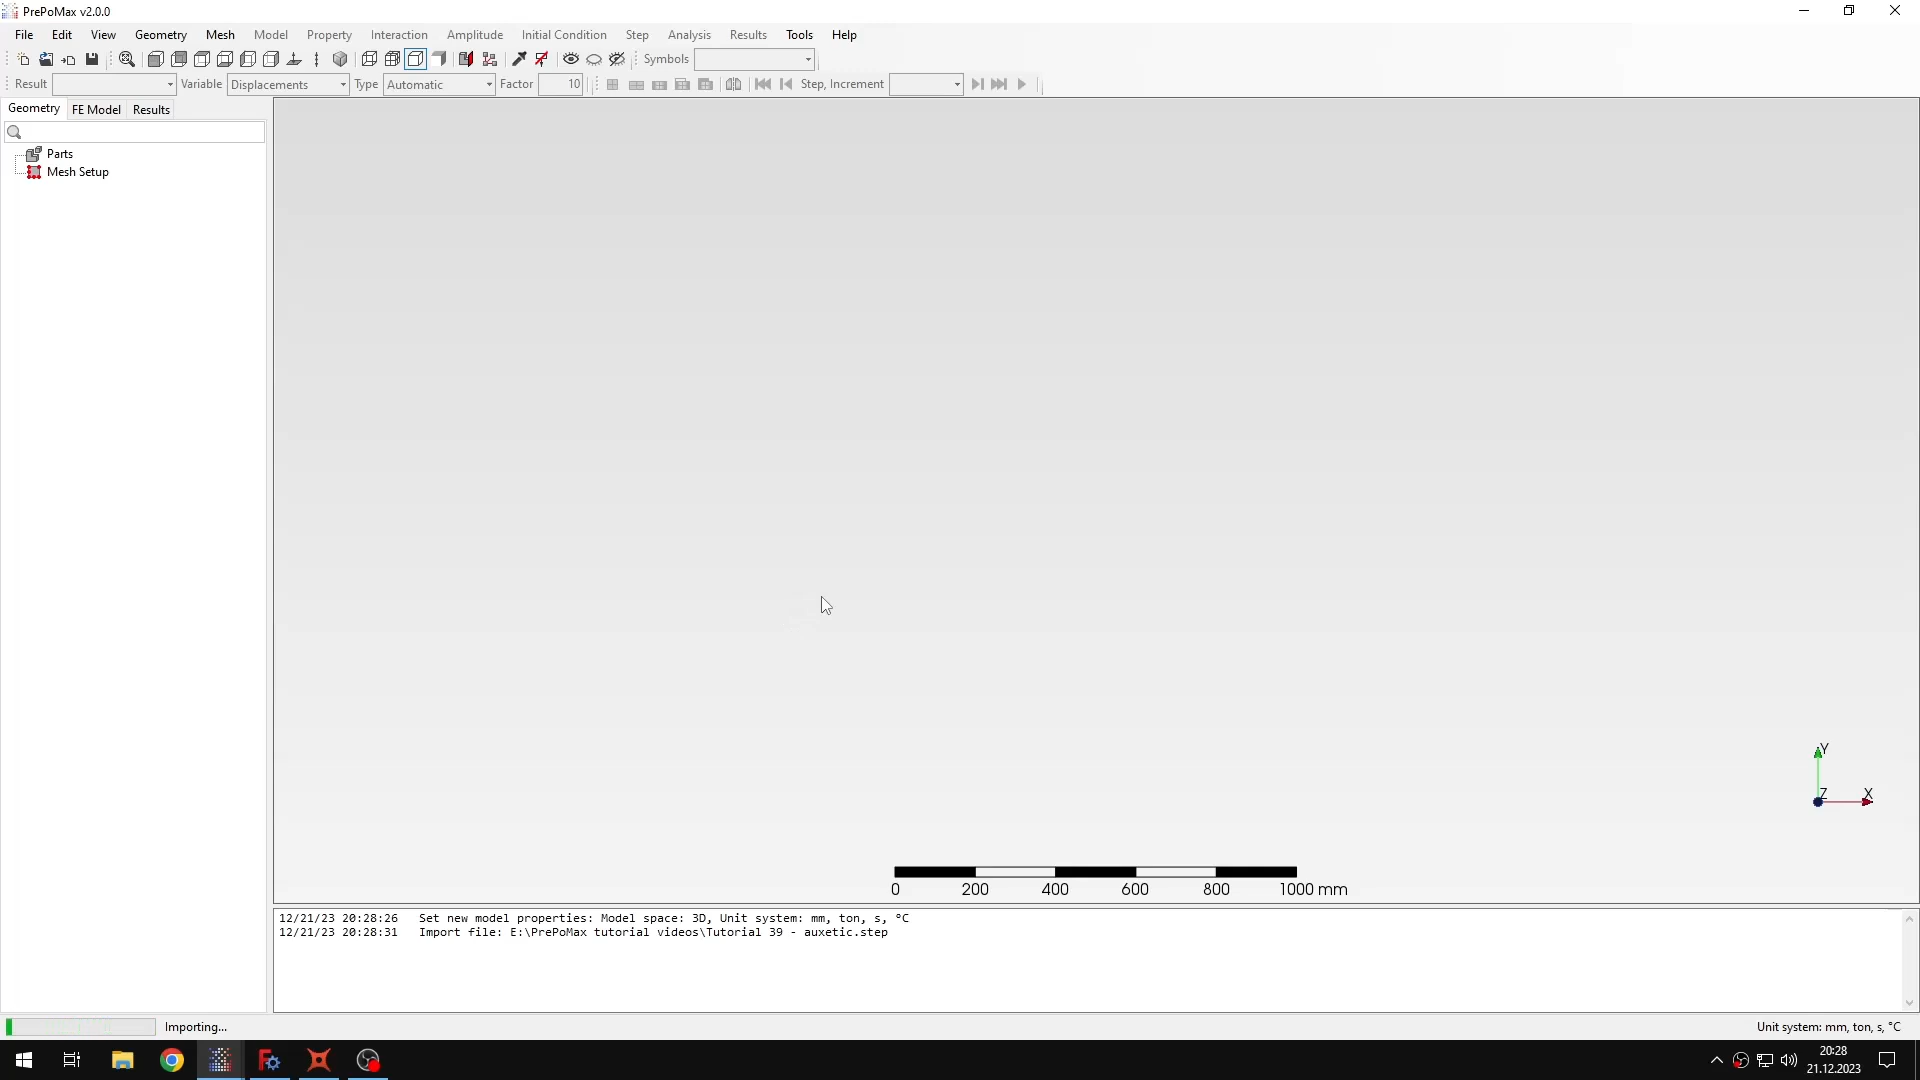 PrePoMax v2.0.0
File Edit View Geometry Mesh Model Property Interaction Amplitude Initial Condition Step Analysis Results Tools Help
Symbols
Result Variable Displacements Type Automatic Factor 10 Step, Increment
Geometry FE Model Results
Parts
Mesh Setup
Y
Z X
0 200 400 600 800 1000 mm
12/21/23 20:28:26 Set new model properties: Model space: 3D, Unit system: mm, ton, s, °C
12/21/23 20:28:31 Import file: E:\PrePoMax tutorial videos\Tutorial 39 - auxetic.step
Importing... Unit system: mm, ton, s, °C
20:28
21.12.2023